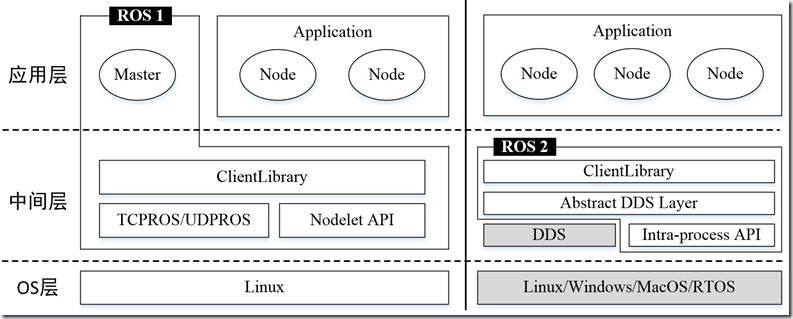 ROS 1
Application
Application
应用层
Master
Node
Node
Node
Node
Node
ROS 2
中间层
ClientLibrary
TCPROS/UDPROS
Nodelet API
ClientLibrary
Abstract DDS Layer
DDS
Intra-process API
OS层
Linux
Linux/Windows/MacOS/RTOS